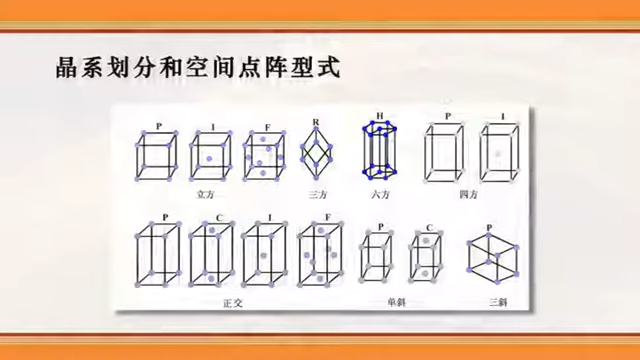 晶系划分和空间点阵型式
P I F R H P I
立方 三方 六方 四方
P C I F P C P
正交 单斜 三斜